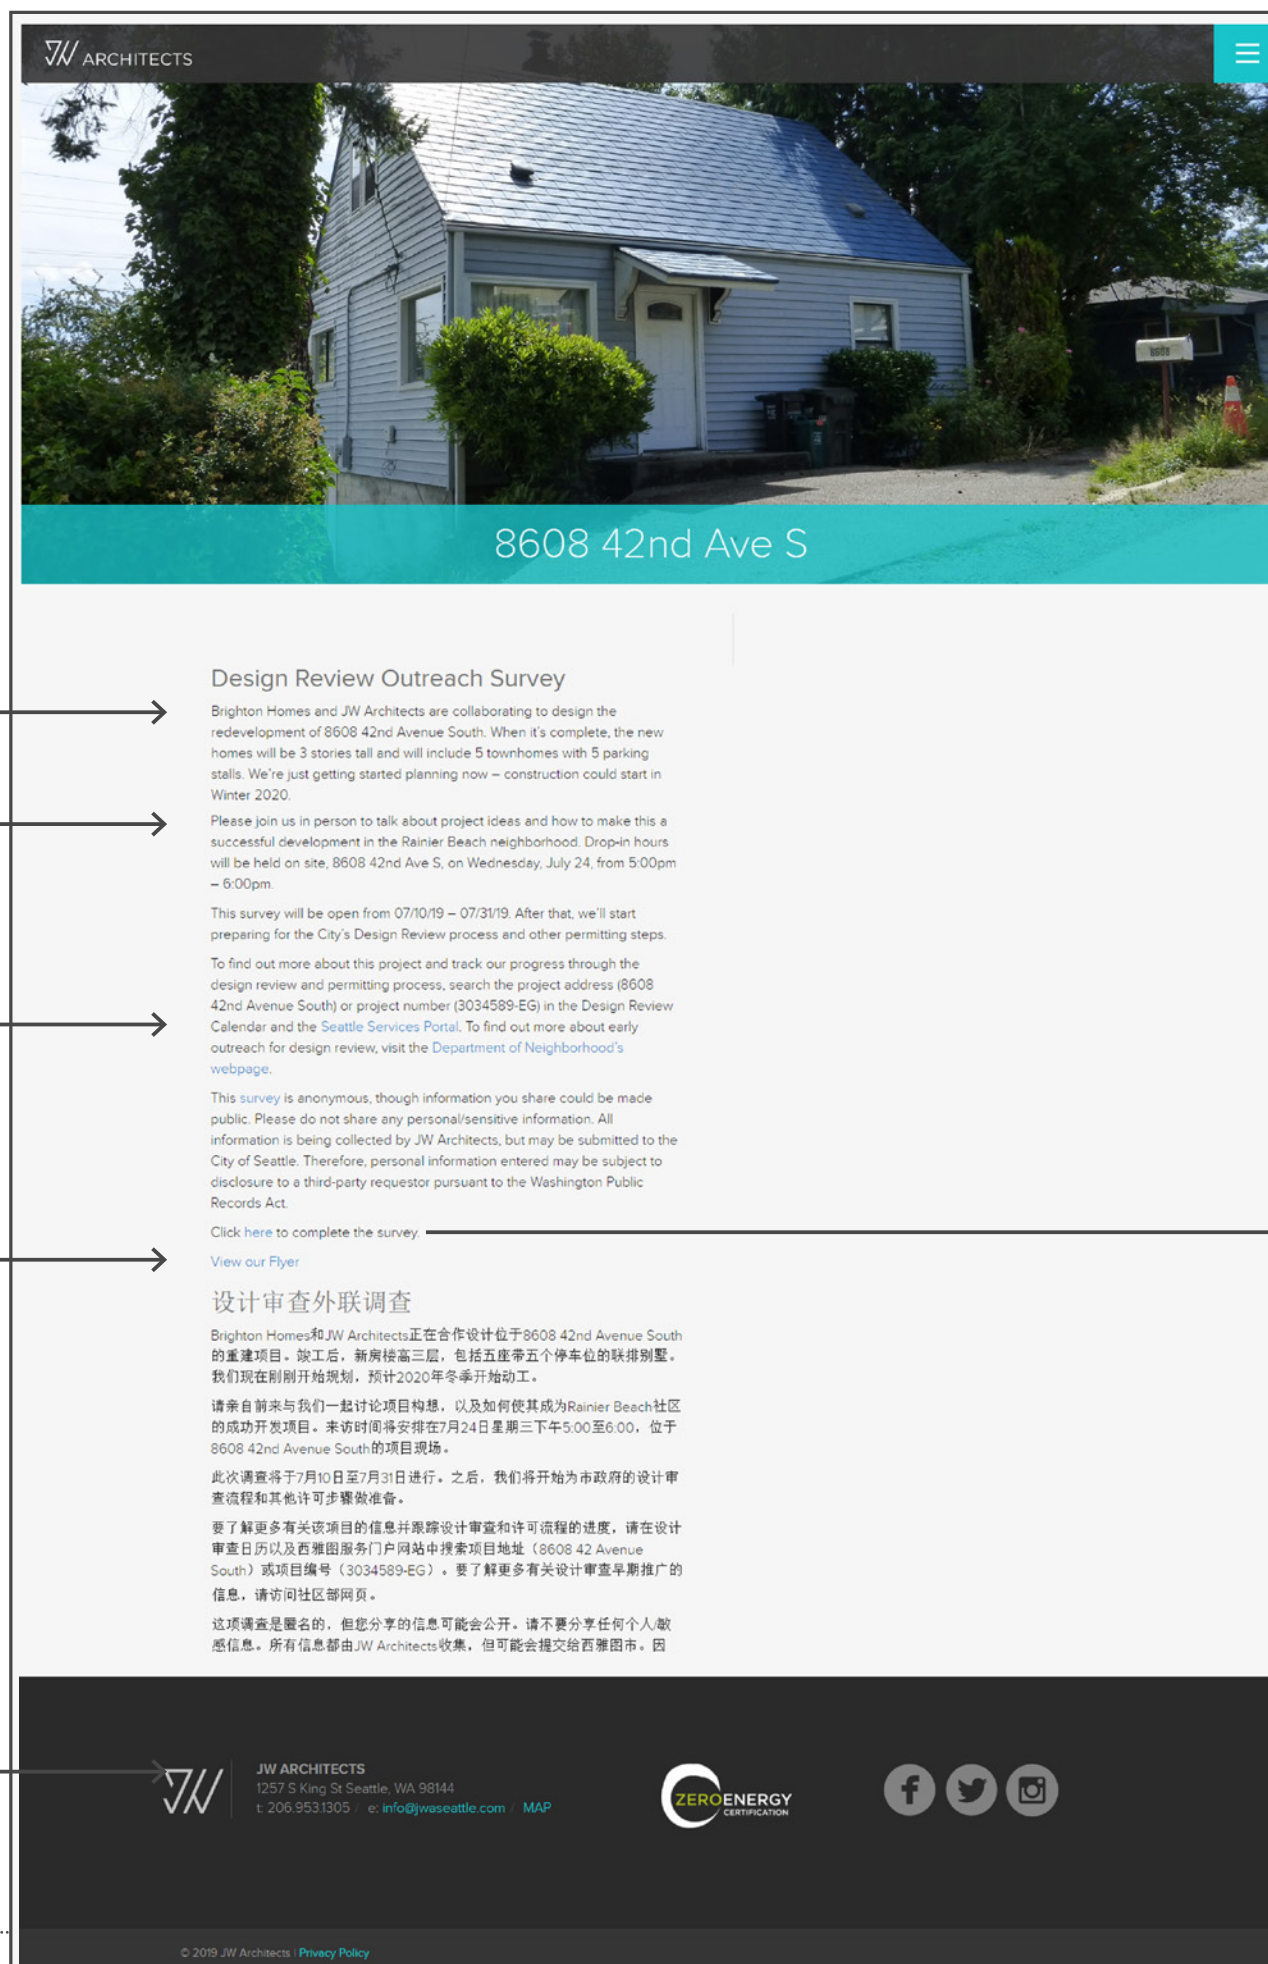 JW ARCHITECTS
8608
8608 42nd Ave S
Design Review Outreach Survey
Brighton Homes and JW Architects are collaborating to design the
redevelopment of 8608 42nd Avenue South. When it's complete, the new
homes will be 3 stories tall and will include 5 townhomes with 5 parking
stalls. We're just getting started planning now – construction could start in
Winter 2020.
Please join us in person to talk about project ideas and how to make this a
successful development in the Rainier Beach neighborhood. Drop-in hours
will be held on site, 8608 42nd Ave S, on Wednesday, July 24, from 5:00pm
– 6:00pm.
This survey will be open from 07/10/19 – 07/31/19. After that, we'll start
preparing for the City's Design Review process and other permitting steps.
To find out more about this project and track our progress through the
design review and permitting process, search the project address (8608
42nd Avenue South) or project number (3034589-EG) in the Design Review
Calendar and the Seattle Services Portal. To find out more about early
outreach for design review, visit the Department of Neighborhood's
webpage.
This survey is anonymous, though information you share could be made
public. Please do not share any personal/sensitive information. All
information is being collected by JW Architects, but may be submitted to the
City of Seattle. Therefore, personal information entered may be subject to
disclosure to a third-party requestor pursuant to the Washington Public
Records Act.
Click here to complete the survey.
View our Flyer
设计审查外联调查
Brighton Homes和JW Architects正在合作设计位于8608 42nd Avenue South
的重建项目。竣工后，新房楼高三层，包括五座带五个停车位的联排别墅。
我们现在刚刚开始规划，预计2020年冬季开始动工。
请亲自前来与我们一起讨论项目构想，以及如何使其成为Rainier Beach社区
的成功开发项目。来访时间将安排在7月24日星期三下午5:00至6:00，位于
8608 42nd Avenue South的项目现场。
此次调查将于7月10日至7月31日进行。之后，我们将开始为市政府的设计审
查流程和其他许可步骤做准备。
要了解更多有关该项目的信息并跟踪设计审查和许可流程的进度，请在设计
审查日历以及西雅图服务门户网站中搜索项目地址（8608 42 Avenue
South）或项目编号（3034589-EG）。要了解更多有关设计审查早期推广的
信息，请访问社区部网页。
这项调查是匿名的，但您分享的信息可能会公开。请不要分享任何个人/敏
感信息。所有信息都由JW Architects收集，但可能会提交给西雅图市。因
JW
JW ARCHITECTS
1257 S King St Seattle, WA 98144
t: 206.953.1305 / e: info@jwaseattle.com / MAP
ZEROENERGY
CERTIFICATION
© 2019 JW Architects | Privacy Policy